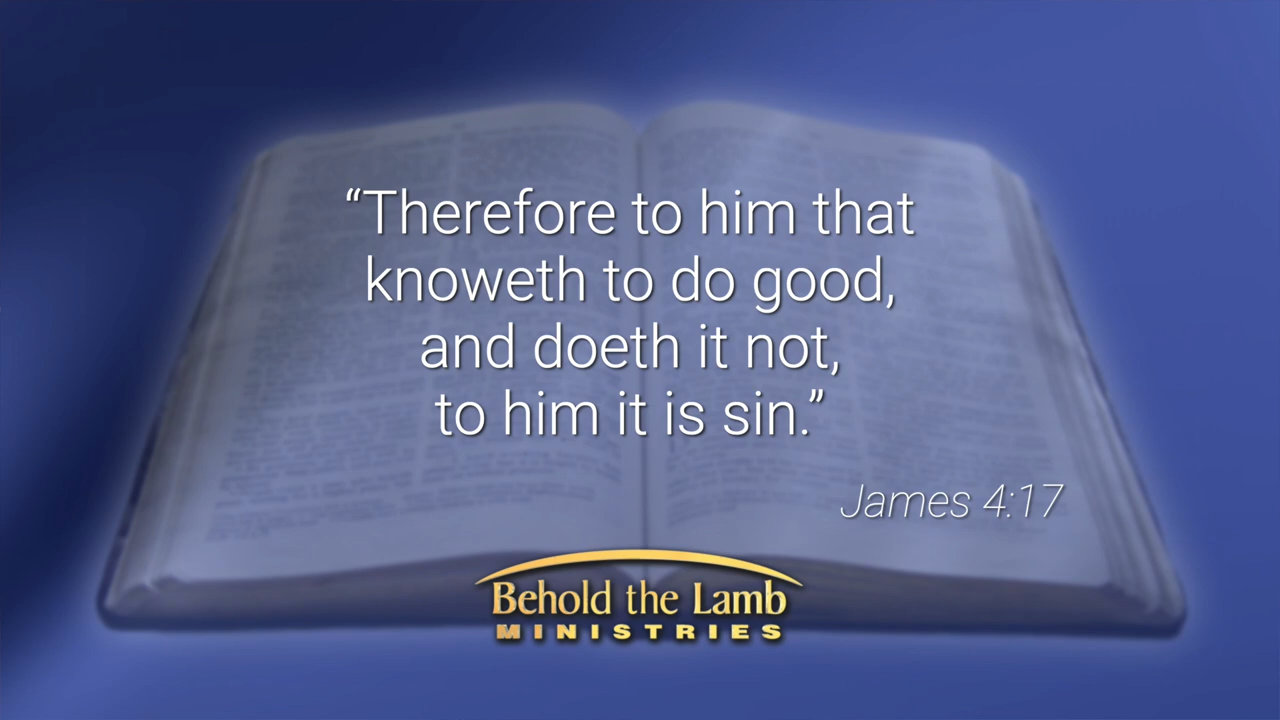 “Therefore to him that
knoweth to do good,
and doeth it not,
to him it is sin.”
James 4:17
Behold the Lamb
MINISTRIES